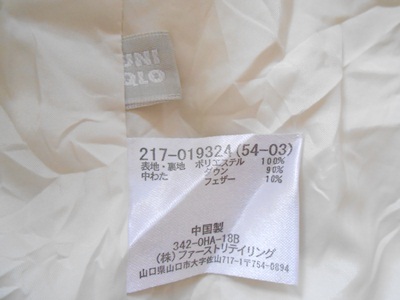 UNI
QLO
217-019324(54-03)
表地・裏地 ポリエステル 100%
中わた ダウン 90%
フェザー 10%
中国製
342-OHA-18B
(株)ファーストリテイリング
山口県山口市大字佐山717-1〒754-0894